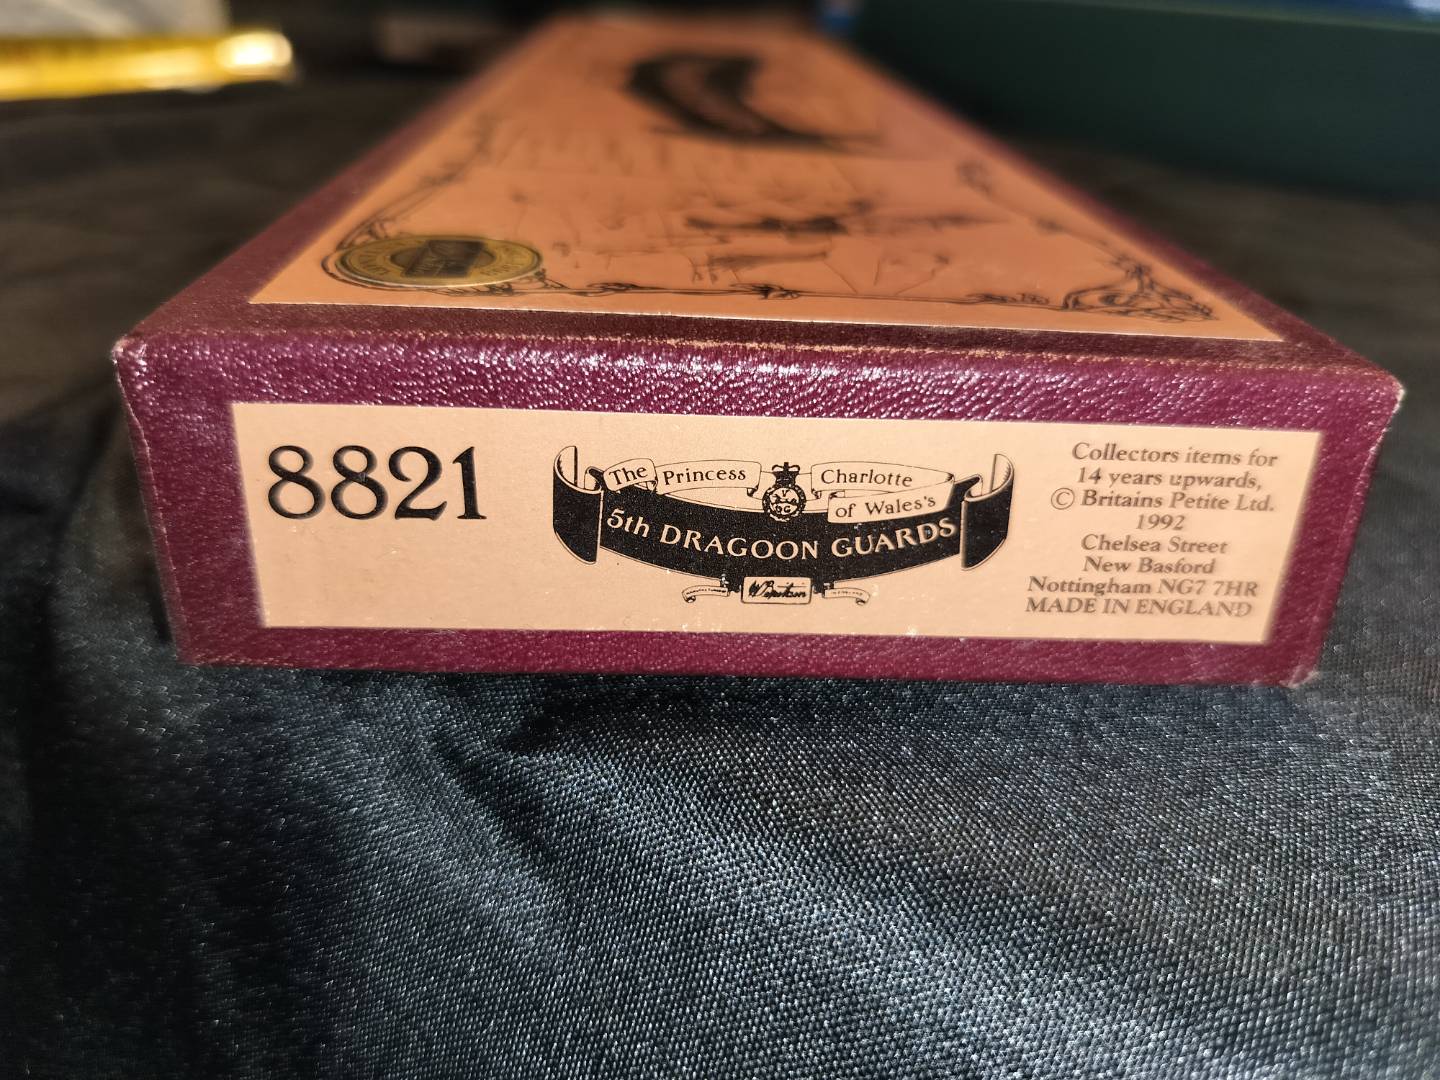 8821
The Princess Charlotte
of Wales's
5th DRAGOON GUARDS
W. Britain
Collectors items for
14 years upwards,
© Britains Petite Ltd.
1992
Chelsea Street
New Basford
Nottingham NG7 7HR
MADE IN ENGLAND